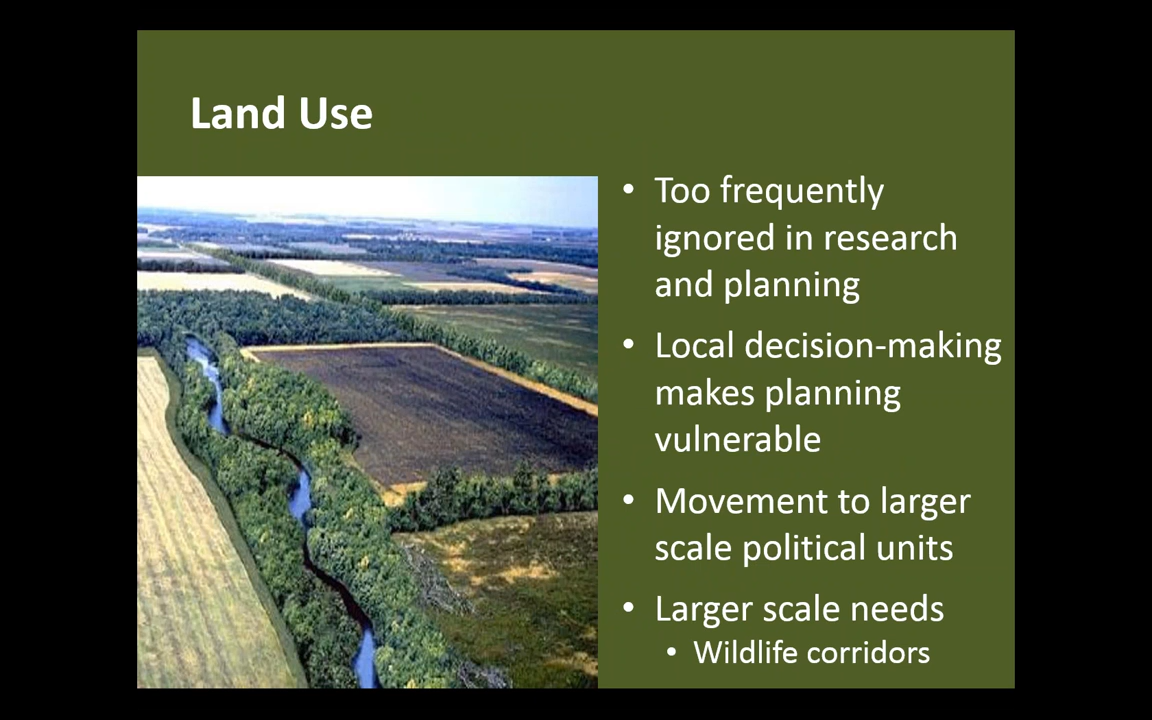 Land Use
• Too frequently
ignored in research
and planning
• Local decision-making
makes planning
vulnerable
• Movement to larger
scale political units
• Larger scale needs
• Wildlife corridors